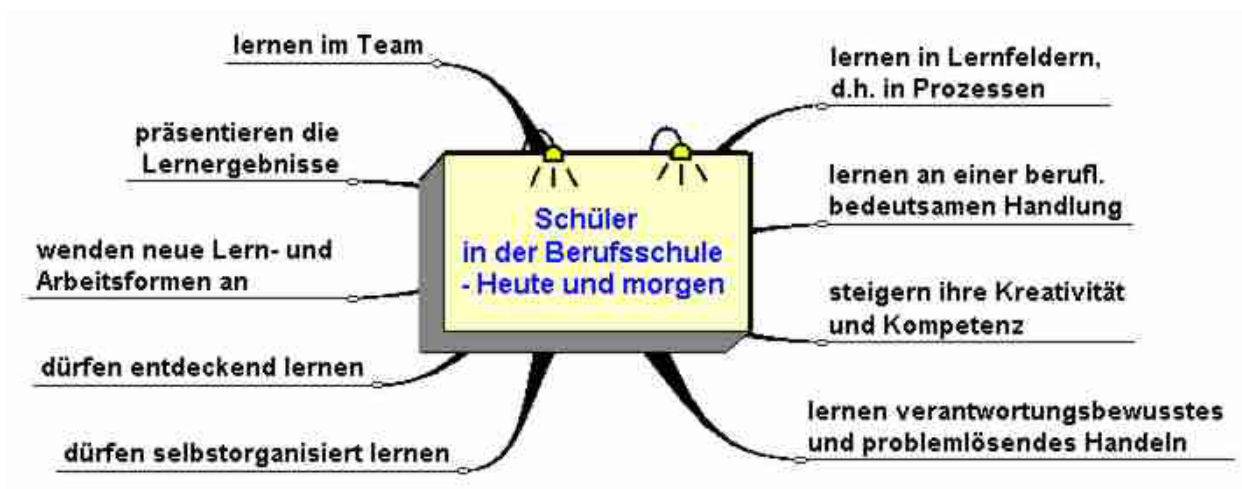 Schüler
in der Berufsschule
- Heute und morgen
lernen im Team
präsentieren die
Lernergebnisse
wenden neue Lern- und
Arbeitsformen an
dürfen entdeckend lernen
dürfen selbstorganisiert lernen
lernen in Lernfeldern,
d.h. in Prozessen
lernen an einer berufl.
bedeutsamen Handlung
steigern ihre Kreativität
und Kompetenz
lernen verantwortungsbewusstes
und problemlösendes Handeln